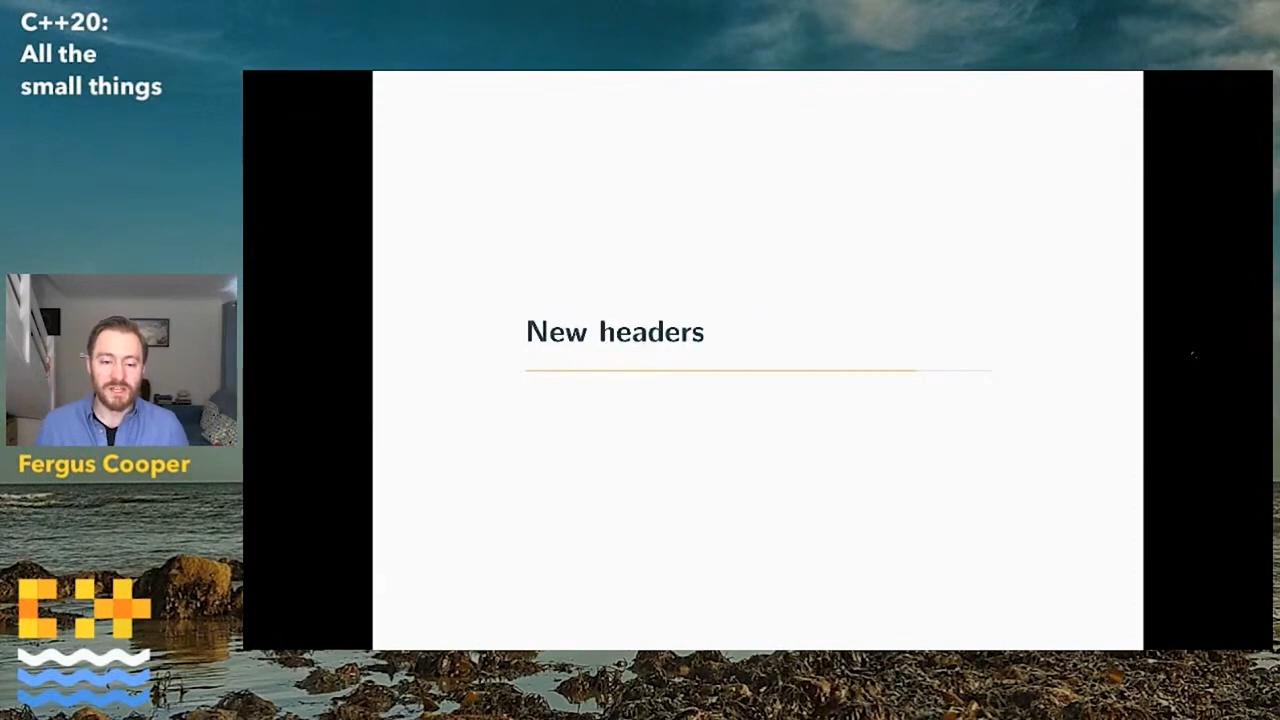 C++20:
All the
small things
New headers
Fergus Cooper